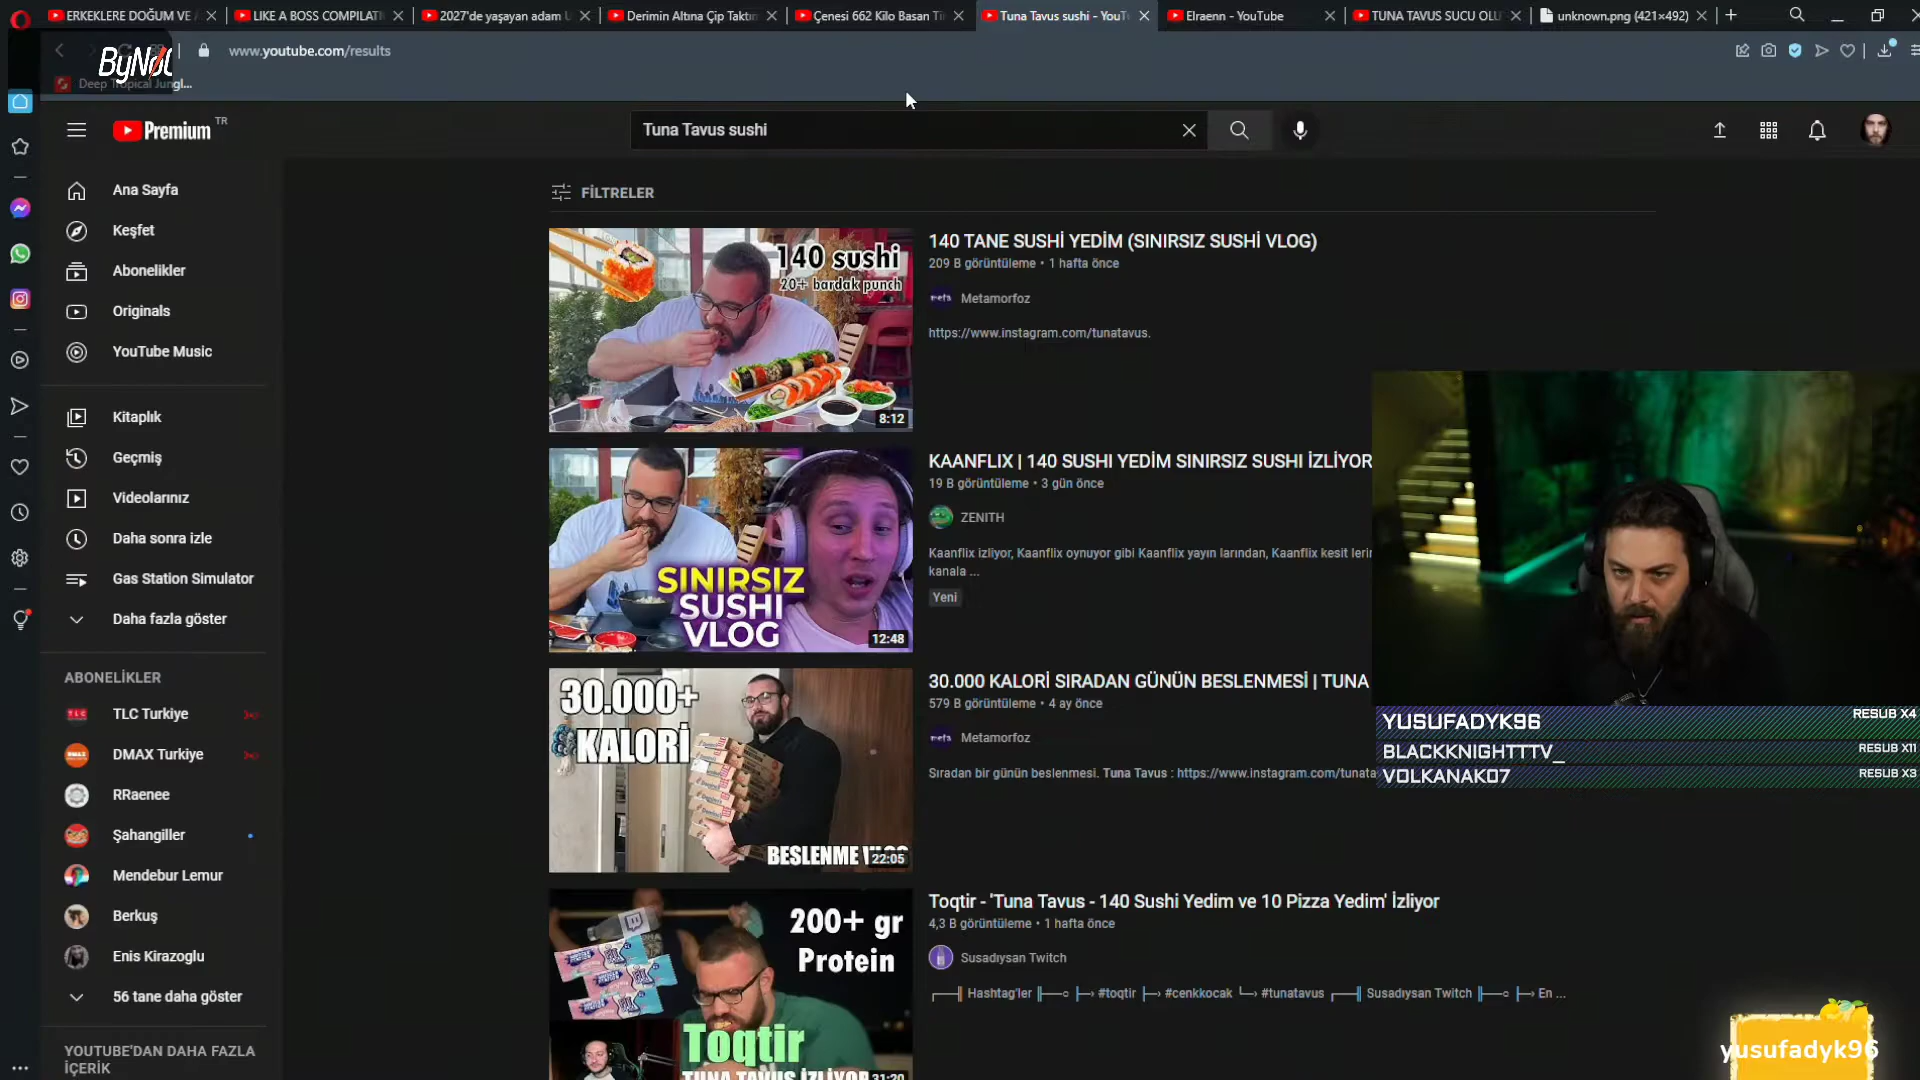 ERKEKLERE DOĞUM VE A
LIKE A BOSS COMPILATI
2027'de yaşayan adam
Derimin Altına Çip Taktım
Çenesi 662 Kilo Basan
Tuna Tavus sushi - YouT
Elraenn - YouTube
TUNA TAVUS SUCU OLU
unknown.png (421×492)
www.youtube.com/results
Deep Tropical Jungl...
Premium TR
Tuna Tavus sushi
Ana Sayfa
Keşfet
Abonelikler
Originals
YouTube Music
Kitaplık
Geçmiş
Videolarınız
Daha sonra izle
Gas Station Simulator
Daha fazla göster
ABONELİKLER
TLC Turkiye
DMAX Turkiye
RRaenee
Şahangiller
Mendebur Lemur
Berkuş
Enis Kirazoglu
56 tane daha göster
YOUTUBE'DAN DAHA FAZLA
İÇERİK
FİLTRELER
140 sushi
20+ bardak punch
8:12
140 TANE SUSHİ YEDİM (SINIRSIZ SUSHİ VLOG)
209 B görüntüleme • 1 hafta önce
Metamorfoz
https://www.instagram.com/tunatavus.
SINIRSIZ
SUSHI
VLOG
12:48
KAANFLIX | 140 SUSHI YEDİM SINIRSIZ SUSHI İZLİYOR
19 B görüntüleme • 3 gün önce
ZENITH
Kaanflix izliyor, Kaanflix oynuyor gibi Kaanflix yayın larından, Kaanflix kesit lerin
kanala ...
Yeni
30.000+
KALORİ
BESLENME
22:05
30.000 KALORİ SIRADAN GÜNÜN BESLENMESİ | TUNA
579 B görüntüleme • 4 ay önce
Metamorfoz
Sıradan bir günün beslenmesi. Tuna Tavus : https://www.instagram.com/tunata
200+ gr
Protein
Toqtir
TUNA TAVUS İZLİYOR
31:20
Toqtir - 'Tuna Tavus - 140 Sushi Yedim ve 10 Pizza Yedim' İzliyor
4,3 B görüntüleme • 1 hafta önce
Susadıysan Twitch
Hashtag'ler #toqtir #cenkkocak #tunatavus Susadıysan Twitch En ...
YUSUFADYK96 RESUB X4
BLACKKNIGHTTTV_ RESUB X11
VOLKANAK07 RESUB X3
yusufadyk96